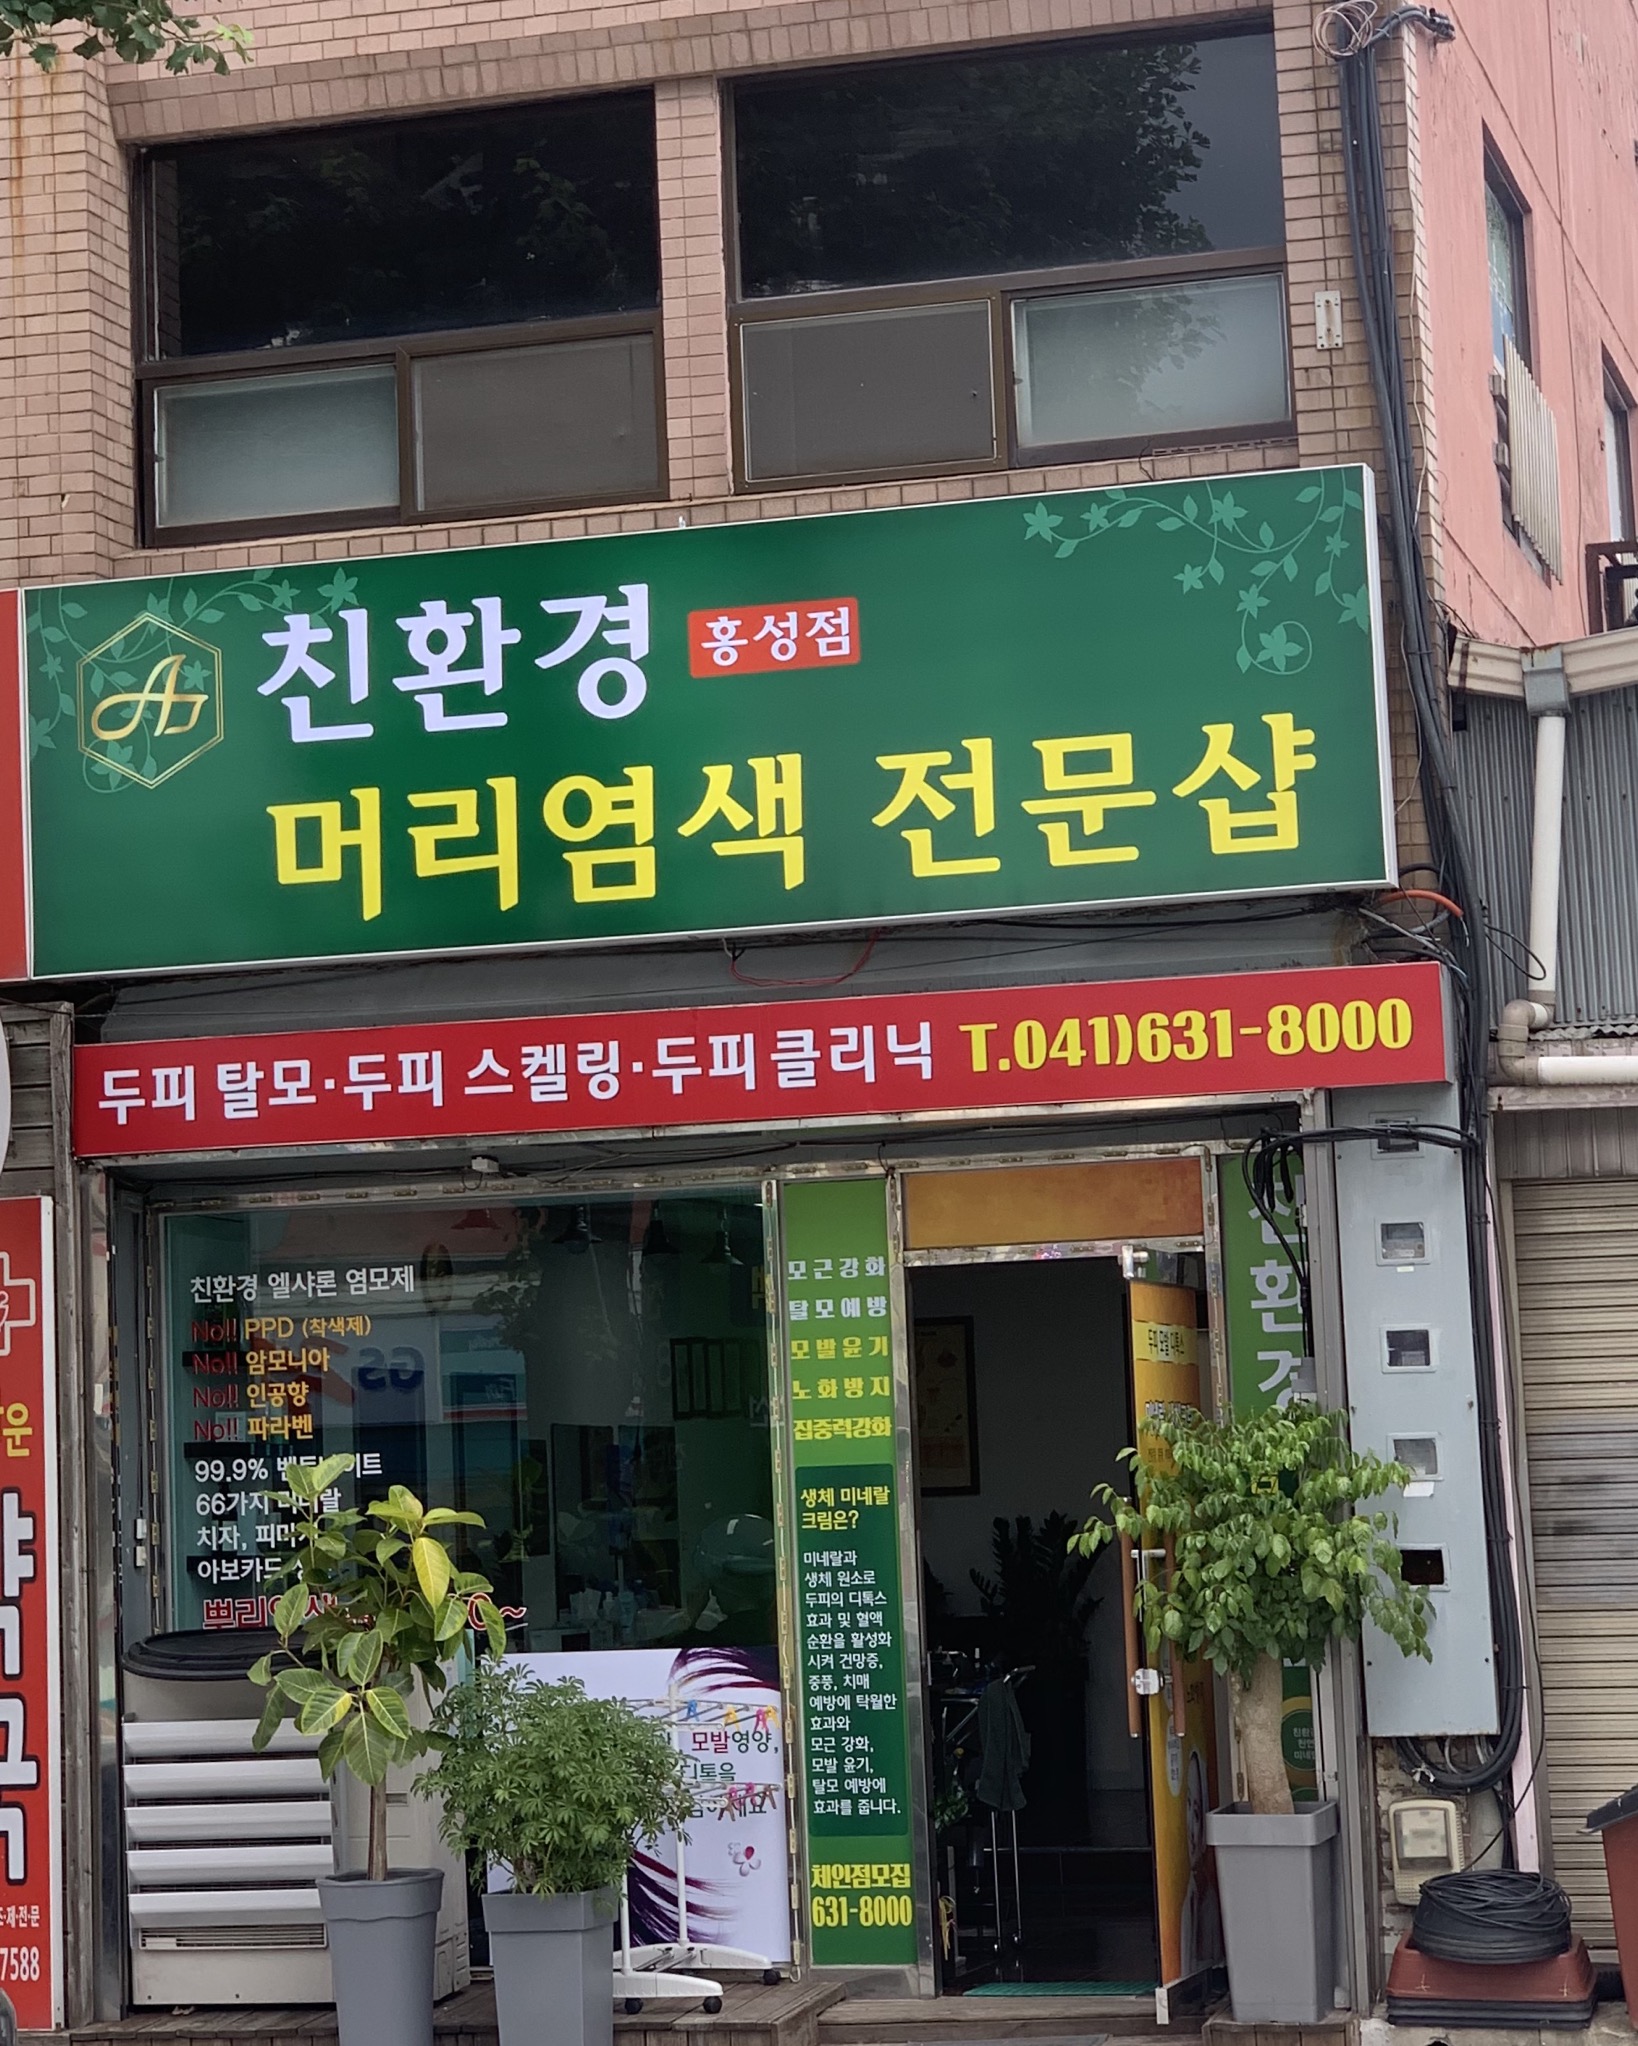 친환경 홍성점
머리염색 전문샵
두피 탈모·두피 스켈링·두피클리닉 T.041)631-8000
친환경 엘샤론 염모제
No!! PPD (착색제)
No!! 암모니아
No!! 인공향
No!! 파라벤
99.9%
66가지
치자,
아보카드
모발영양,
모근강화
탈모예방
모발윤기
노화방지
집중력강화
생체 미네랄
크림은?
미네랄과
생체 원소로
두피의 디톡스
효과 및 혈액
순환을 활성화
시켜 건망증,
중풍, 치매
예방에 탁월한
효과와
모근 강화,
모발 윤기,
탈모 예방에
효과를 줍니다.
체인점모집
631-8000
두피 모발 디톡스
친환경
7588